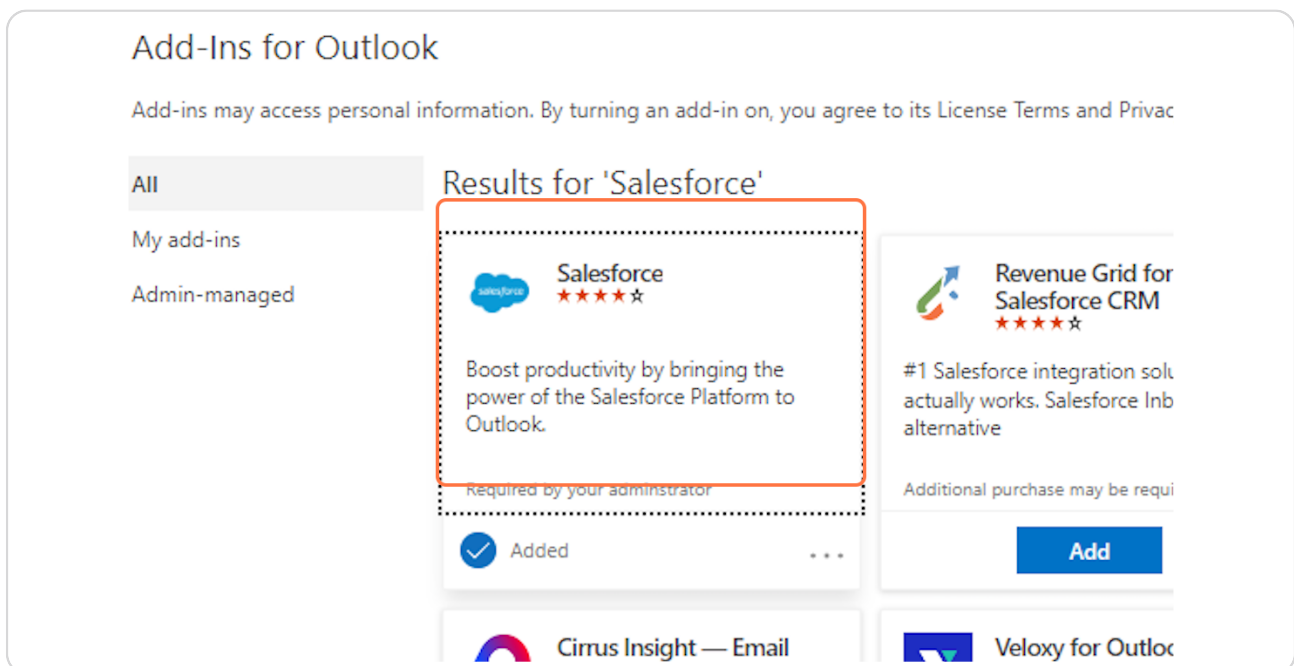 Add-Ins for Outlook
Add-ins may access personal information. By turning an add-in on, you agree to its License Terms and Privac
All
My add-ins
Admin-managed
Results for 'Salesforce'
salesforce
Salesforce
Boost productivity by bringing the
power of the Salesforce Platform to
Outlook.
Required by your adminstrator
Added
Revenue Grid for
Salesforce CRM
#1 Salesforce integration solu
actually works. Salesforce Inb
alternative
Additional purchase may be requi
Add
Cirrus Insight — Email
Veloxy for Outloo